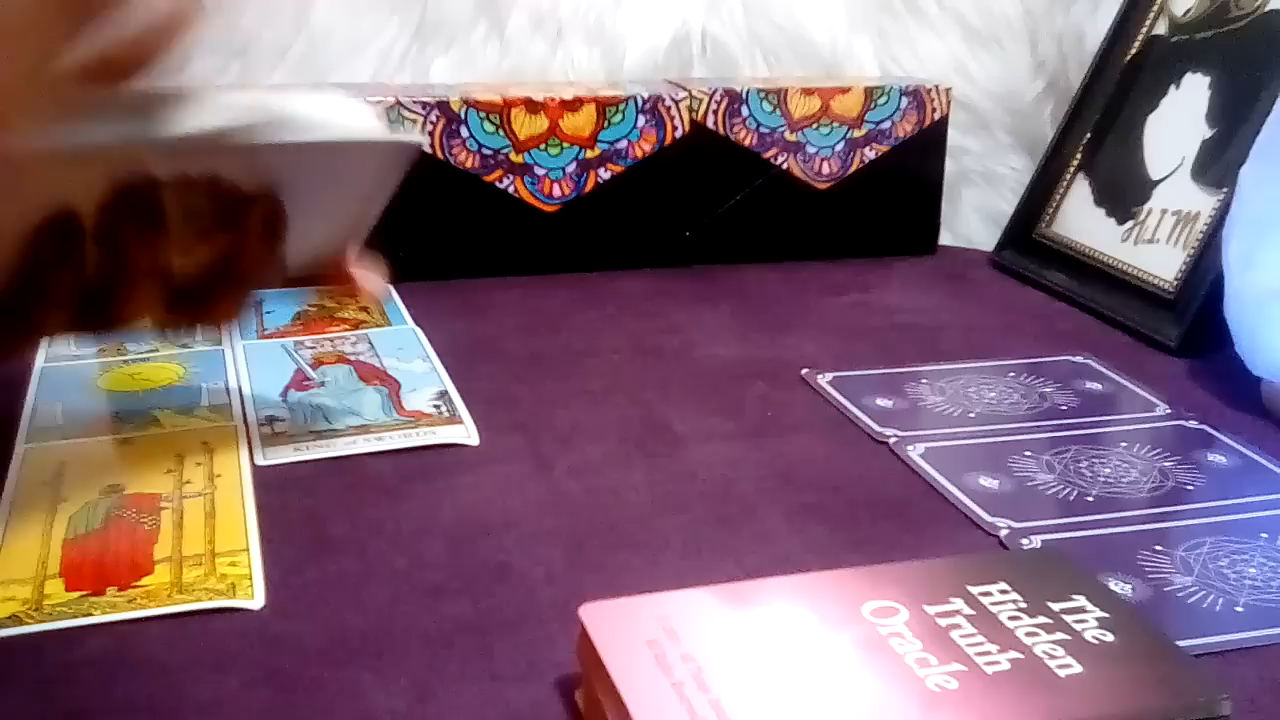 H.I.M
KING of SWORDS
The
Hidden
Truth
Oracle